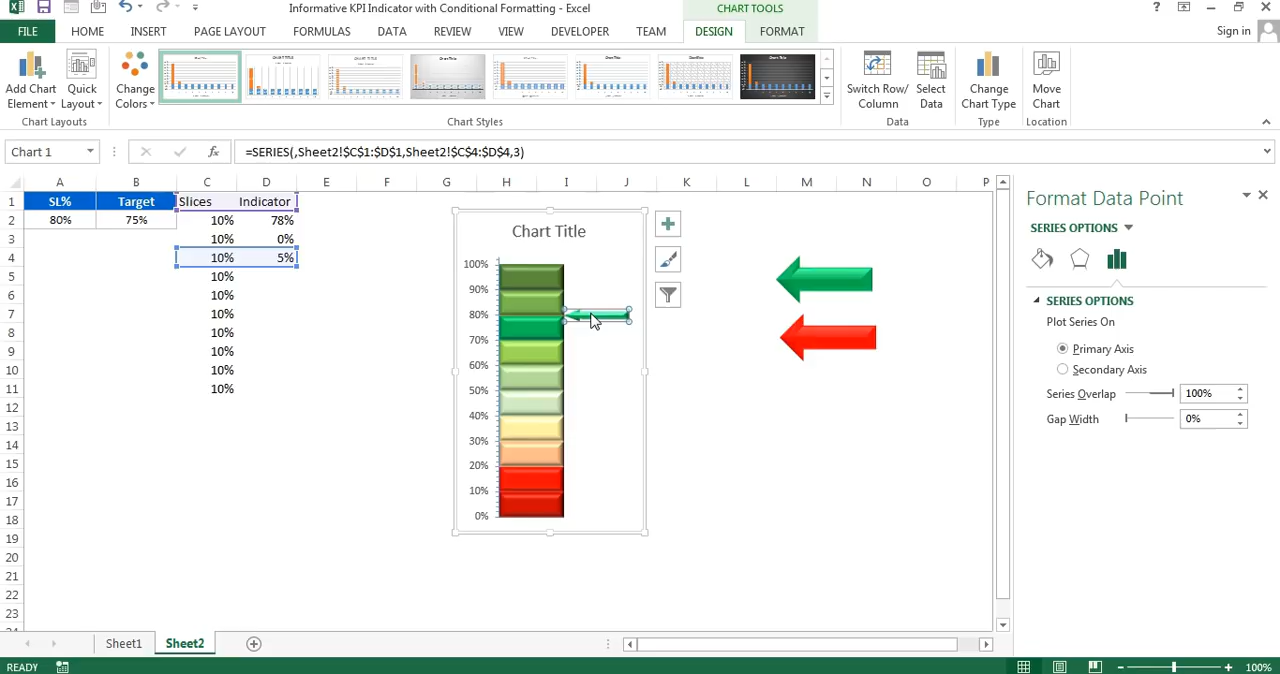 Informative KPI Indicator with Conditional Formatting - Excel
CHART TOOLS
?
FILE HOME INSERT PAGE LAYOUT FORMULAS DATA REVIEW VIEW DEVELOPER TEAM DESIGN FORMAT
Sign in
Add Chart Element
Quick Layout
Change Colors
Switch Row/ Column
Select Data
Change Chart Type
Move Chart
Chart Layouts
Chart Styles
Data
Type
Location
Chart 1
fx
=SERIES(,Sheet2!$C$1:$D$1,Sheet2!$C$4:$D$4,3)
A B C D E F G H I J K L M N O P
1 SL% Target Slices Indicator
2 80% 75% 10% 78%
3 10% 0%
4 10% 5%
5 10%
6 10%
7 10%
8 10%
9 10%
10 10%
11 10%
12
13
14
15
16
17
18
19
20
21
22
23
Chart Title
100%
90%
80%
70%
60%
50%
40%
30%
20%
10%
0%
Format Data Point
SERIES OPTIONS
SERIES OPTIONS
Plot Series On
Primary Axis
Secondary Axis
Series Overlap 100%
Gap Width 0%
Sheet1 Sheet2
READY
100%